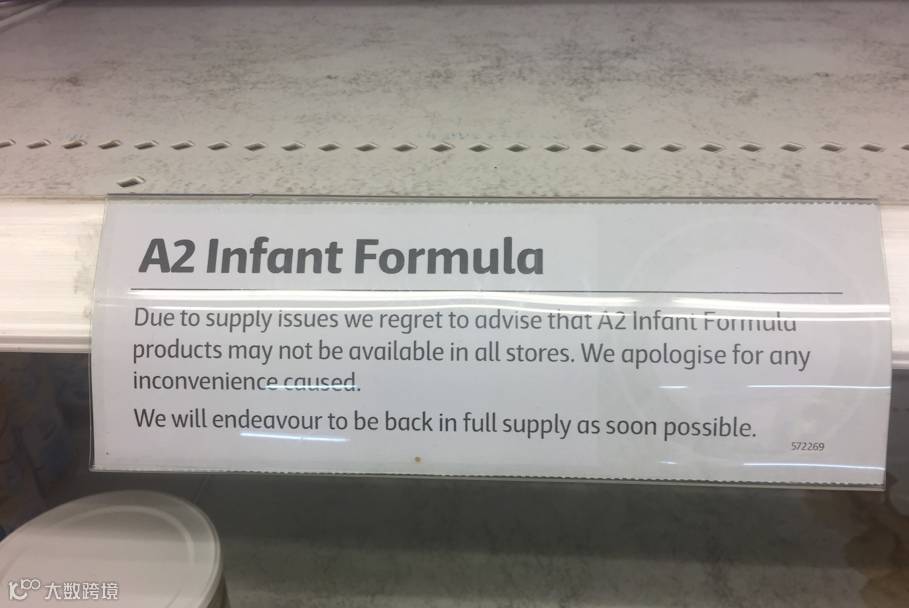 A2 Infant Formula
Due to supply issues we regret to advise that A2 Infant Formula
products may not be available in all stores. We apologise for any
inconvenience caused.
We will endeavour to be back in full supply as soon possible.
572269
大数跨境